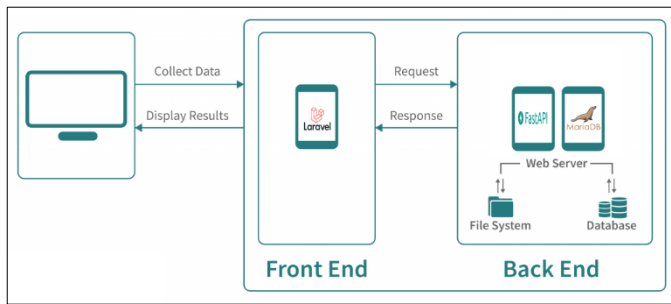 Collect Data
Display Results
Laravel
Request
Response
FastAPI
MariaDB
Web Server
File System
Database
Front End
Back End